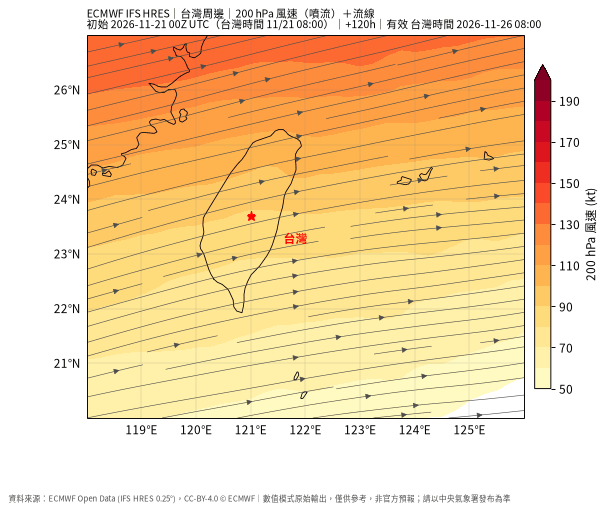 ECMWF IFS HRES｜台灣周邊｜200 hPa 風速（噴流）＋流線
初始 2026-11-21 00Z UTC（台灣時間 11/21 08:00）｜+120h｜有效 台灣時間 2026-11-26 08:00
26°N
25°N
24°N
23°N
22°N
21°N
台灣
119°E 120°E 121°E 122°E 123°E 124°E 125°E
190
170
150
130
110
90
70
50
200 hPa 風速 (kt)
資料來源：ECMWF Open Data (IFS HRES 0.25°)，CC-BY-4.0 © ECMWF｜數值模式原始輸出，僅供參考，非官方預報；請以中央氣象署發布為準